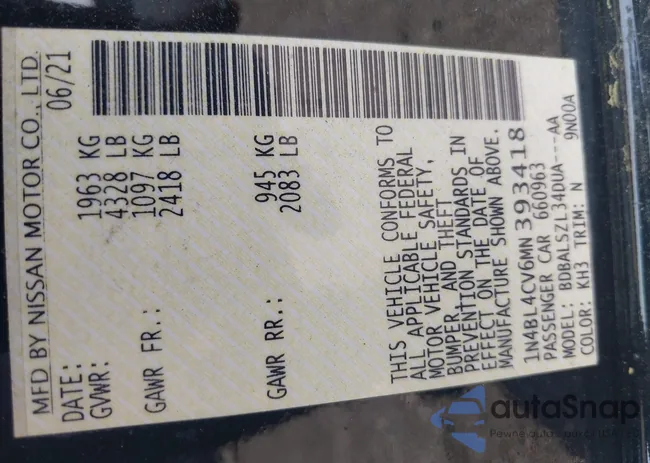 MFD BY NISSAN MOTOR CO., LTD.
DATE: 06/21
GVWR: 1963 KG
4328 LB
GAWR FR.: 1097 KG
2418 LB
GAWR RR.: 945 KG
2083 LB
THIS VEHICLE CONFORMS TO
ALL APPLICABLE FEDERAL
MOTOR VEHICLE SAFETY,
BUMPER, AND THEFT
PREVENTION STANDARDS IN
EFFECT ON THE DATE OF
MANUFACTURE SHOWN ABOVE.
1N4BL4CV6MN393418
PASSENGER CAR 660963
MODEL: BDBALSZL34DUA---AA
COLOR: KH3 TRIM: N 9N00A
autaSnap